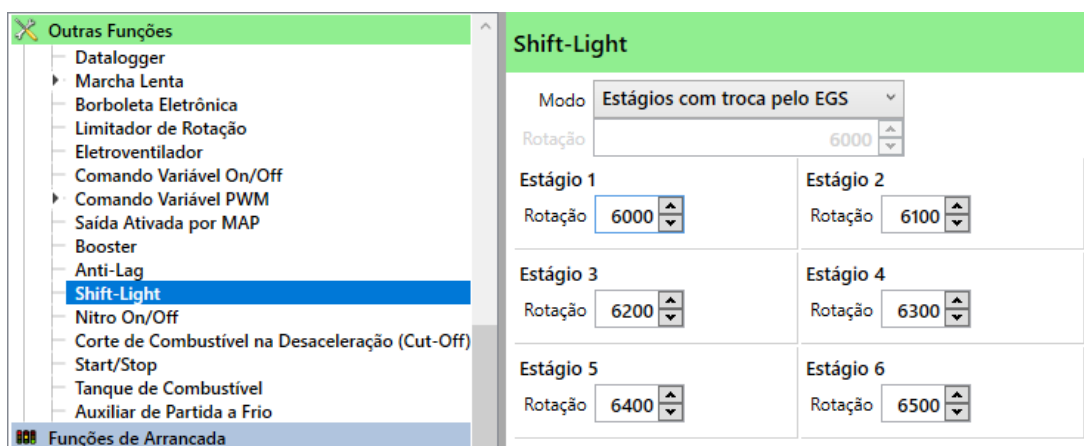 Outras Funções
Datalogger
Marcha Lenta
Borboleta Eletrônica
Limitador de Rotação
Eletroventilador
Comando Variável On/Off
Comando Variável PWM
Saída Ativada por MAP
Booster
Anti-Lag
Shift-Light
Nitro On/Off
Corte de Combustível na Desaceleração (Cut-Off)
Start/Stop
Tanque de Combustível
Auxiliar de Partida a Frio
Funções de Arrancada
Shift-Light
Modo Estágios com troca pelo EGS
Rotação 6000
Estágio 1 Estágio 2
Rotação 6000 Rotação 6100
Estágio 3 Estágio 4
Rotação 6200 Rotação 6300
Estágio 5 Estágio 6
Rotação 6400 Rotação 6500